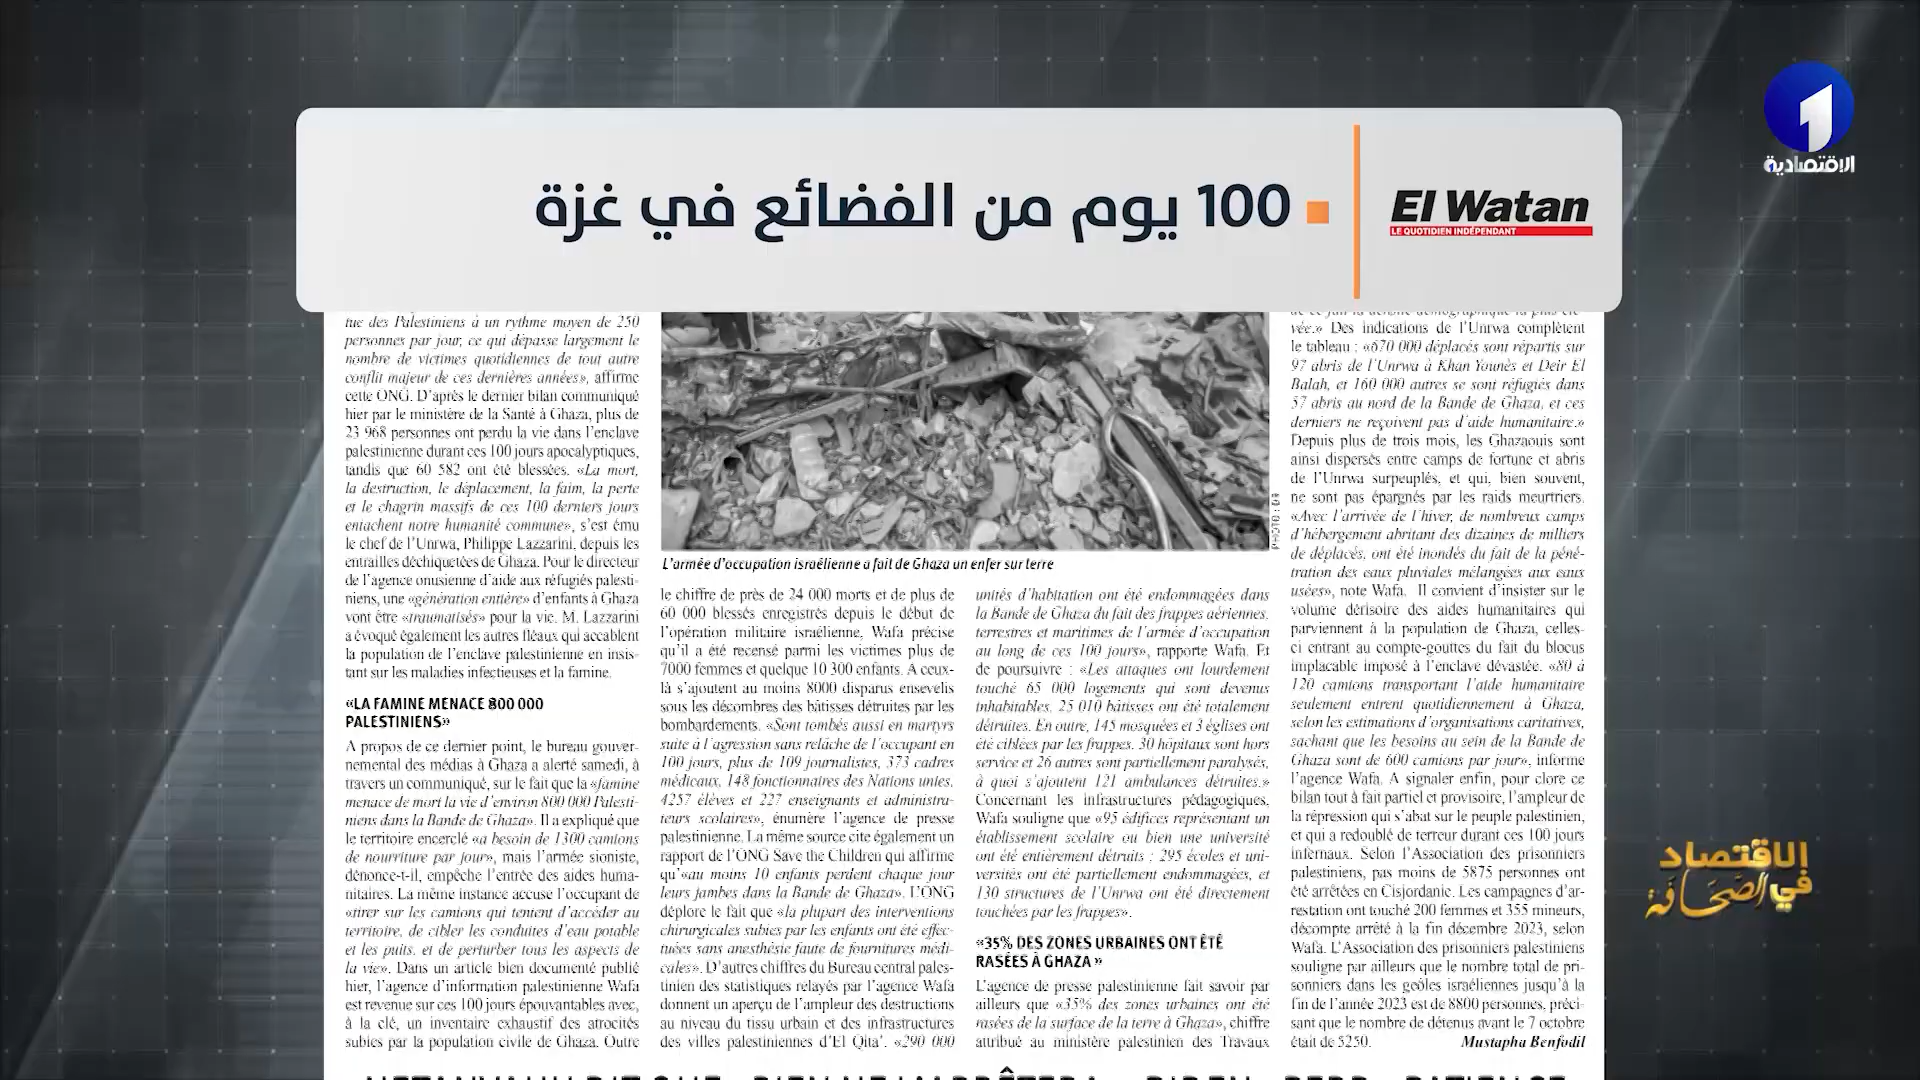 1
الاقتصادية
100 يوم من الفضائع في غزة
El Watan
LE QUOTIDIEN INDÉPENDANT
tue des Palestiniens à un rythme moyen de 250
personnes par jour, ce qui dépasse largement le
nombre de victimes quotidiennes de tout autre
conflit majeur de ces dernières années», affirme
cette ONG. D'après le dernier bilan communiqué
hier par le ministère de la Santé à Ghaza, plus de
23 968 personnes ont perdu la vie dans l'enclave
palestinienne durant ces 100 jours apocalyptiques,
tandis que 60 582 ont été blessées. «La mort,
la destruction, le déplacement, la faim, la perte
et le chagrin massifs de ces 100 derniers jours
entachent notre humanité commune», s'est ému
le chef de l'Unrwa, Philippe Lazzarini, depuis les
entrailles déchiquetées de Ghaza. Pour le directeur
de l'agence onusienne d'aide aux réfugiés palesti-
niens, une «génération entière» d'enfants à Ghaza
vont être «traumatisés» pour la vie. M. Lazzarini
a évoqué également les autres fléaux qui accablent
la population de l'enclave palestinienne en insis-
tant sur les maladies infectieuses et la famine.
«LA FAMINE MENACE 800 000
PALESTINIENS»
A propos de ce dernier point, le bureau gouver-
nemental des médias à Ghaza a alerté samedi, à
travers un communiqué, sur le fait que la «famine
menace de mort la vie d'environ 800 000 Palesti-
niens dans la Bande de Ghaza». Il a expliqué que
le territoire encerclé «a besoin de 1300 camions
de nourriture par jour», mais l'armée sioniste,
dénonce-t-il, empêche l'entrée des aides huma-
nitaires. La même instance accuse l'occupant de
«tirer sur les camions qui tentent d'accéder au
territoire, de cibler les conduites d'eau potable
et les puits, et de perturber tous les aspects de
la vie». Dans un article bien documenté publié
hier, l'agence d'information palestinienne Wafa
est revenue sur ces 100 jours épouvantables avec,
à la clé, un inventaire exhaustif des atrocités
subies par la population civile de Ghaza. Outre
PHOTO : DR
L'armée d'occupation israélienne a fait de Ghaza un enfer sur terre
le chiffre de près de 24 000 morts et de plus de
60 000 blessés enregistrés depuis le début de
l'opération militaire israélienne, Wafa précise
qu'il a été recensé parmi les victimes plus de
7000 femmes et quelque 10 300 enfants. A ceux-
là s'ajoutent au moins 8000 disparus ensevelis
sous les décombres des bâtisses détruites par les
bombardements. «Sont tombés aussi en martyrs
suite à l'agression sans relâche de l'occupant en
100 jours, plus de 109 journalistes, 373 cadres
médicaux, 148 fonctionnaires des Nations unies,
4257 élèves et 227 enseignants et administra-
teurs scolaires», énumère l'agence de presse
palestinienne. La même source cite également un
rapport de l'ONG Save the Children qui affirme
qu'«au moins 10 enfants perdent chaque jour
leurs jambes dans la Bande de Ghaza». L'ONG
déplore le fait que «la plupart des interventions
chirurgicales subies par les enfants ont été effec-
tuées sans anesthésie faute de fournitures médi-
cales». D'autres chiffres du Bureau central pales-
tinien des statistiques relayés par l'agence Wafa
donnent un aperçu de l'ampleur des destructions
au niveau du tissu urbain et des infrastructures
des villes palestiniennes d'El Qita'. «290 000
unités d'habitation ont été endommagées dans
la Bande de Ghaza du fait des frappes aériennes,
terrestres et maritimes de l'armée d'occupation
au long de ces 100 jours», rapporte Wafa. Et
de poursuivre : «Les attaques ont lourdement
touché 65 000 logements qui sont devenus
inhabitables. 25 010 bâtisses ont été totalement
détruites. En outre, 145 mosquées et 3 églises ont
été ciblées par les frappes. 30 hôpitaux sont hors
service et 26 autres sont partiellement paralysés,
à quoi s'ajoutent 121 ambulances détruites.»
Concernant les infrastructures pédagogiques,
Wafa souligne que «95 édifices représentant un
établissement scolaire ou bien une université
ont été entièrement détruits ; 295 écoles et uni-
versités ont été partiellement endommagées, et
130 structures de l'Unrwa ont été directement
touchées par les frappes».
«35% DES ZONES URBAINES ONT ÉTÉ
RASÉES À GHAZA»
L'agence de presse palestinienne fait savoir par
ailleurs que «35% des zones urbaines ont été
rasées de la surface de la terre à Ghaza», chiffre
attribué au ministère palestinien des Travaux
de ce fait la densité démographique la plus éle-
vée.» Des indications de l'Unrwa complètent
le tableau : «670 000 déplacés sont répartis sur
97 abris de l'Unrwa à Khan Younès et Deir El
Balah, et 160 000 autres se sont réfugiés dans
57 abris au nord de la Bande de Ghaza, et ces
derniers ne reçoivent pas d'aide humanitaire.»
Depuis plus de trois mois, les Ghazaouis sont
ainsi dispersés entre camps de fortune et abris
de l'Unrwa surpeuplés, et qui, bien souvent,
ne sont pas épargnés par les raids meurtriers.
«Avec l'arrivée de l'hiver, de nombreux camps
d'hébergement abritant des dizaines de milliers
de déplacés, ont été inondés du fait de la péné-
tration des eaux pluviales mélangées aux eaux
usées», note Wafa. Il convient d'insister sur le
volume dérisoire des aides humanitaires qui
parviennent à la population de Ghaza, celles-
ci entrant au compte-gouttes du fait du blocus
implacable imposé à l'enclave dévastée. «80 à
120 camions transportant l'aide humanitaire
seulement entrent quotidiennement à Ghaza,
selon les estimations d'organisations caritatives,
sachant que les besoins au sein de la Bande de
Ghaza sont de 600 camions par jour», informe
l'agence Wafa. A signaler enfin, pour clore ce
bilan tout à fait partiel et provisoire, l'ampleur de
la répression qui s'abat sur le peuple palestinien,
et qui a redoublé de terreur durant ces 100 jours
infernaux. Selon l'Association des prisonniers
palestiniens, pas moins de 5875 personnes ont
été arrêtées en Cisjordanie. Les campagnes d'ar-
restation ont touché 200 femmes et 355 mineurs,
décompte arrêté à la fin décembre 2023, selon
Wafa. L'Association des prisonniers palestiniens
souligne par ailleurs que le nombre total de pri-
sonniers dans les geôles israéliennes jusqu'à la
fin de l'année 2023 est de 8800 personnes, préci-
sant que le nombre de détenus avant le 7 octobre
était de 5250. Mustapha Benfodil
الاقتصاد
في الصحافة